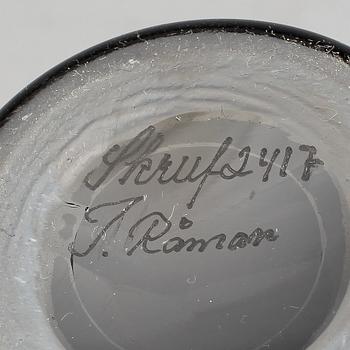 Skruf 2417
I. Råman